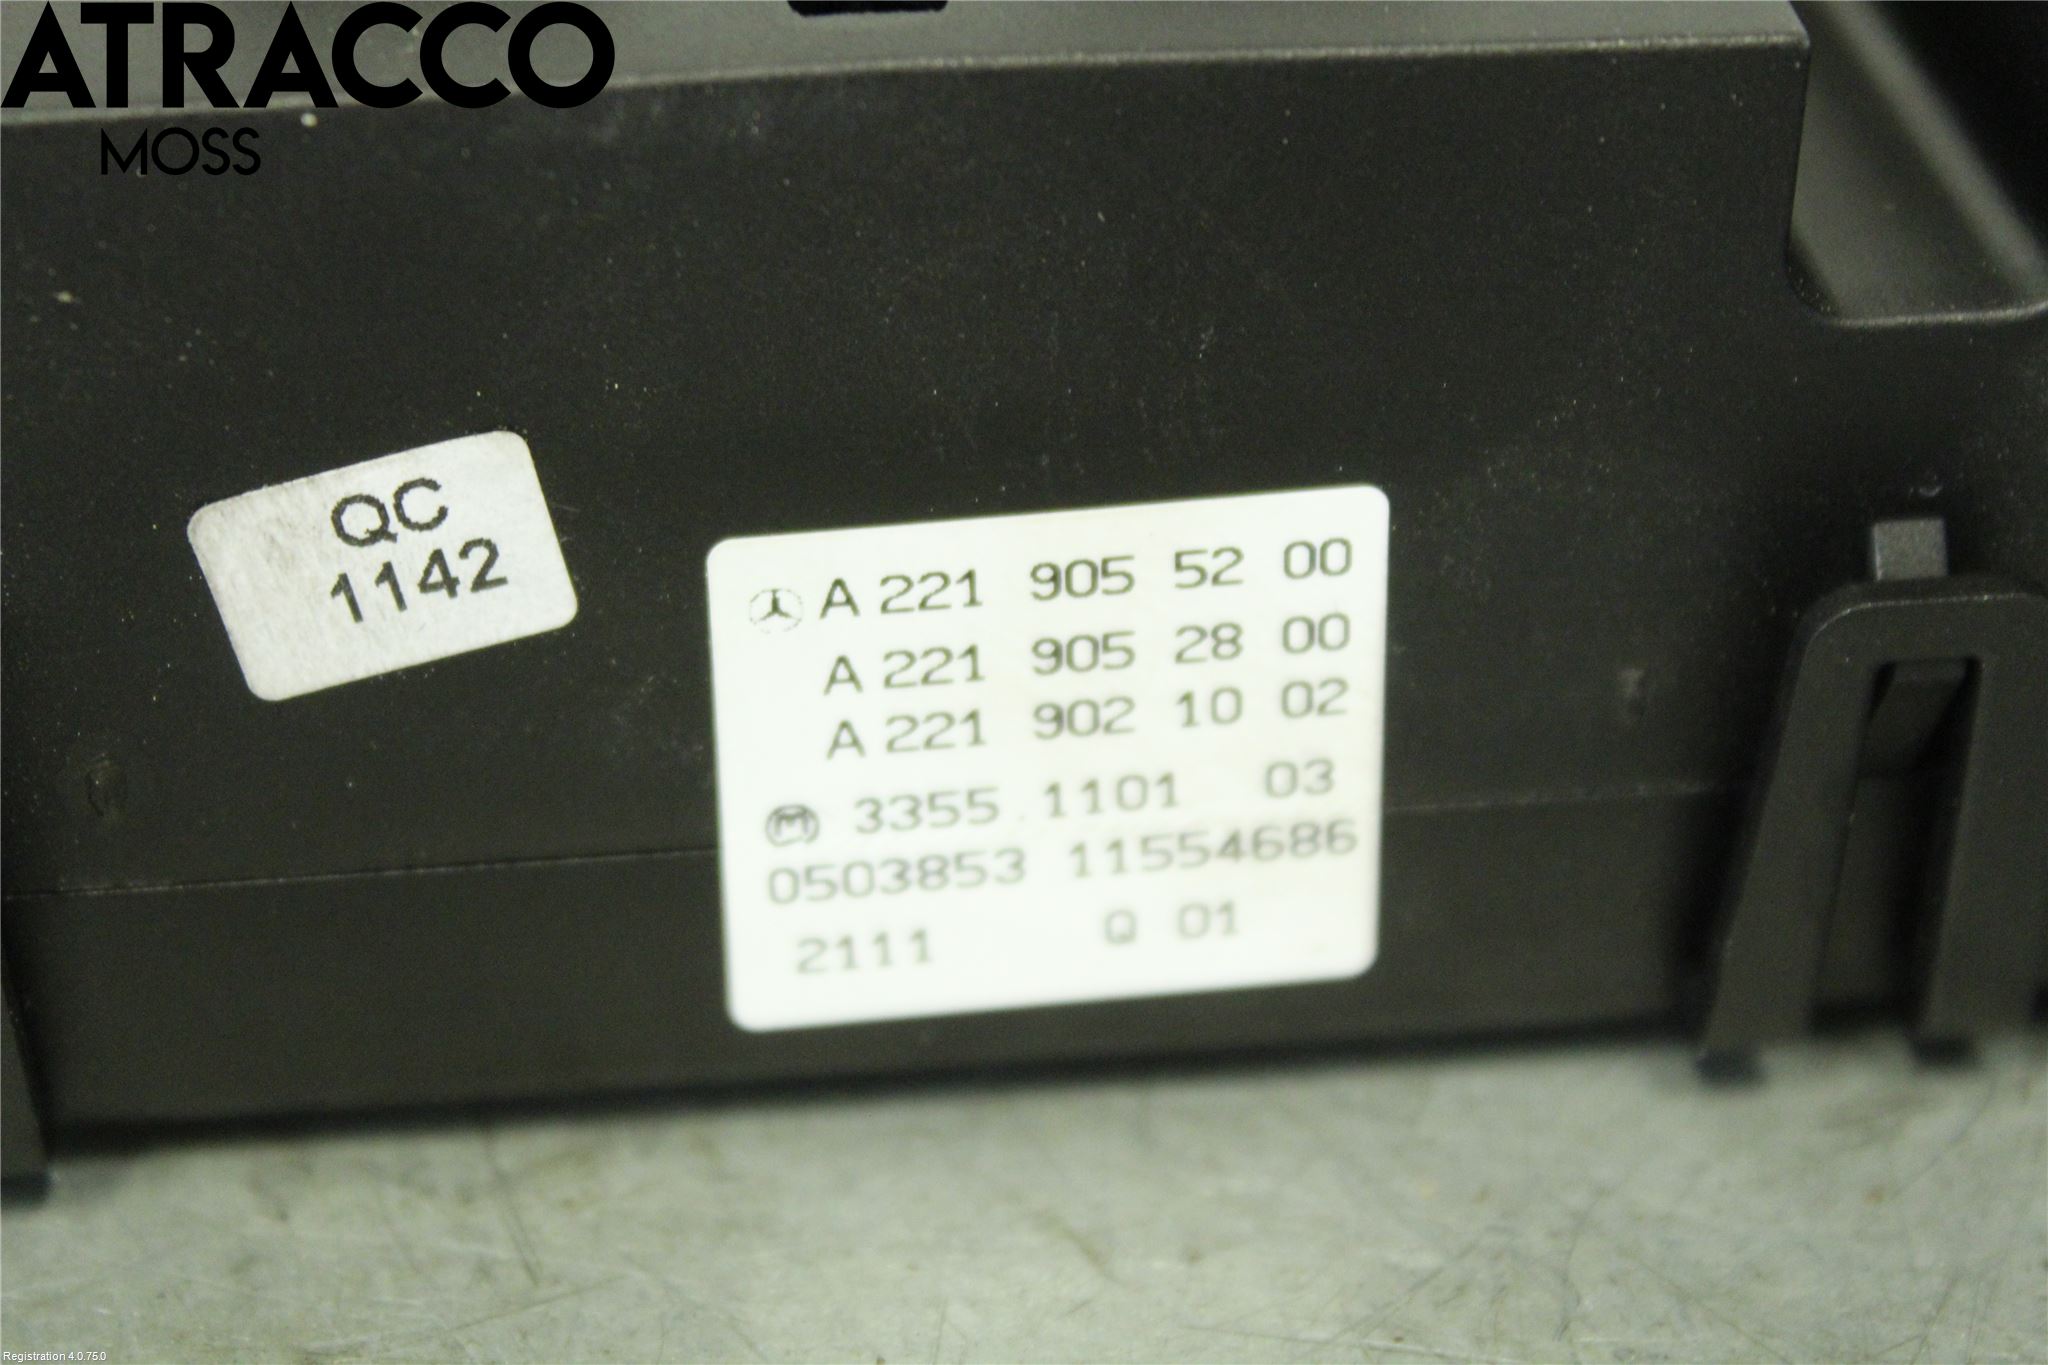 ATRACCO
MOSS
QC
1142
A 221 905 52 00
A 221 905 28 00
A 221 902 10 02
M 3355.1101 03
0503853 11554686
2111 Q 01
Registration 4.0.75.0